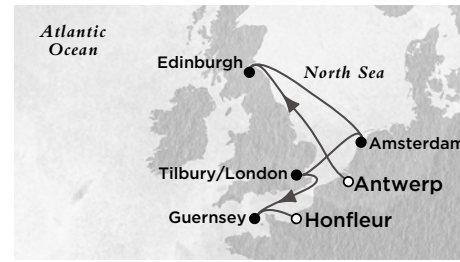 Atlantic
Ocean
Edinburgh
North Sea
Amsterdam
Tilbury/London
Antwerp
Guernsey
Honfleur